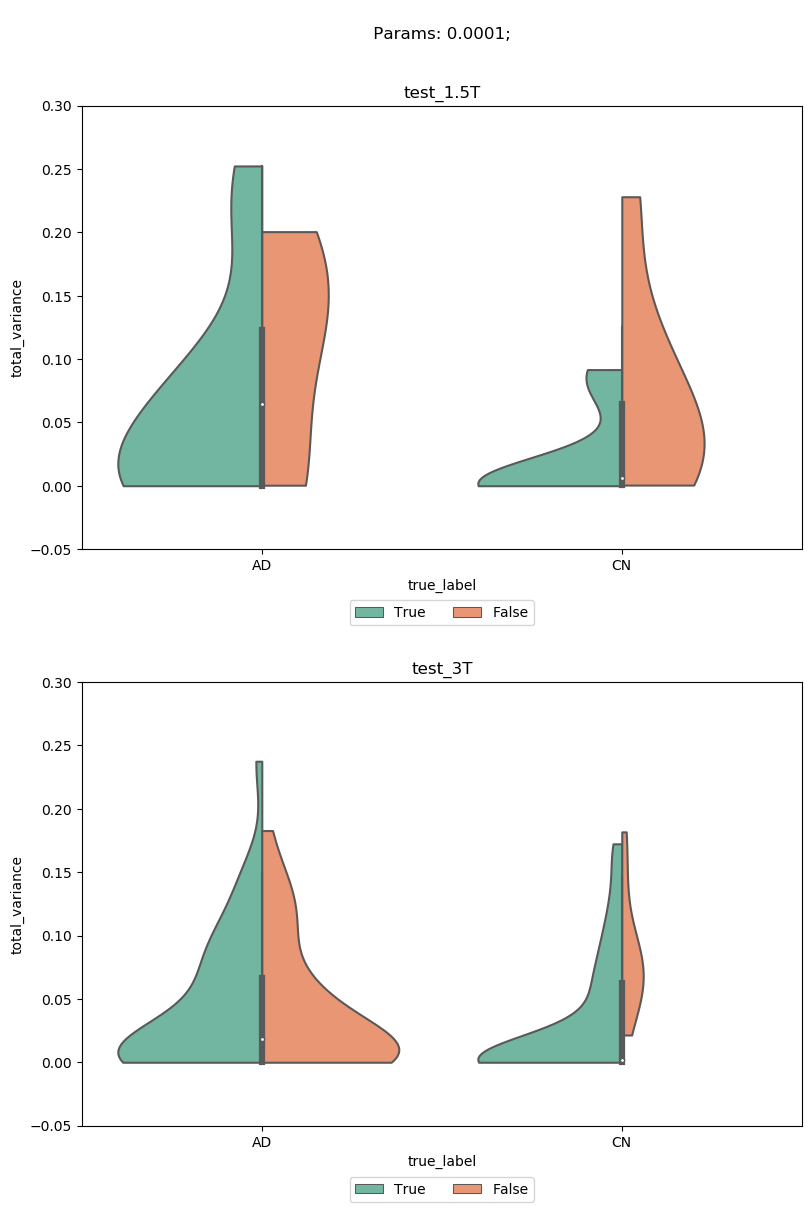 Params: 0.0001;
test_1.5T
0.30
0.25
0.20
0.15
0.10
0.05
0.00
−0.05
total_variance
AD CN
true_label
True False
test_3T
0.30
0.25
0.20
0.15
0.10
0.05
0.00
−0.05
total_variance
AD CN
true_label
True False